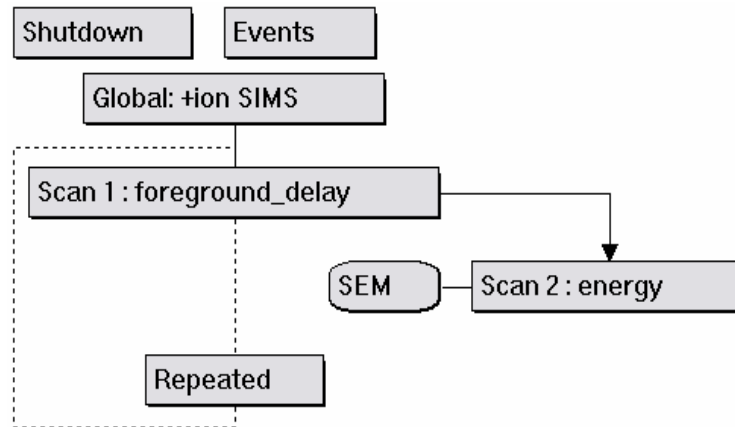 Shutdown
Events
Global: +ion SIMS
Scan 1 : foreground_delay
SEM
Scan 2 : energy
Repeated